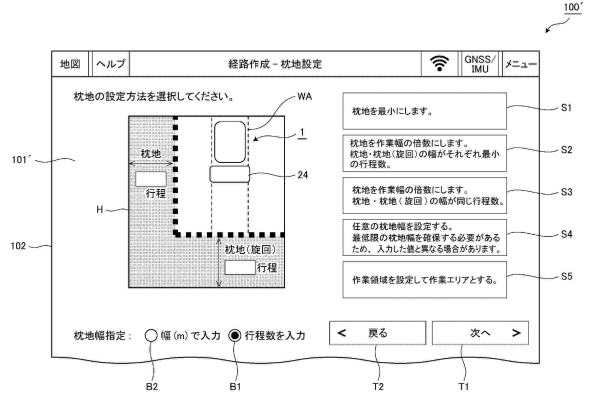 100´
地図 ヘルプ 経路作成 − 枕地設定 GNSS/ IMU メニュー
枕地の設定方法を選択してください。
WA
1
24
101´
H
102
枕地
行程
枕地（旋回）
行程
枕地を最小にします。
S1
枕地を作業幅の倍数にします。
枕地・枕地（旋回）の幅がそれぞれ最小
の行程数。
S2
枕地を作業幅の倍数にします。
枕地・枕地（旋回）の幅が同じ行程数。
S3
任意の枕地幅を設定する。
最低限の枕地幅を確保する必要がある
ため、入力した値と異なる場合があります。
S4
作業領域を設定して作業エリアとする。
S5
枕地幅指定： 幅（m）で入力 行程数を入力
< 戻る
次へ >
B2
B1
T2
T1